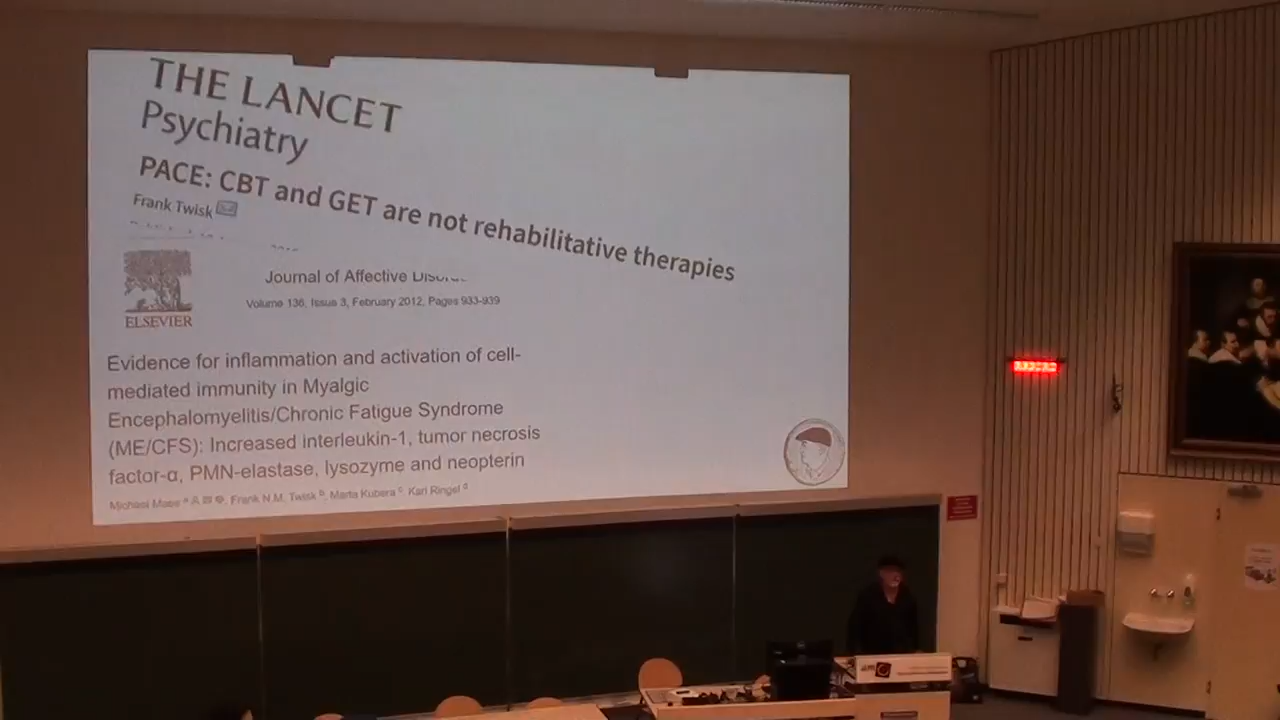 THE LANCET
Psychiatry
PACE: CBT and GET are not rehabilitative therapies
Frank Twisk
ELSEVIER
Journal of Affective
Volume 136, Issue 3, February 2012, Pages 933-939
Evidence for inflammation and activation of cell-
mediated immunity in Myalgic
Encephalomyelitis/Chronic Fatigue Syndrome
(ME/CFS): Increased interleukin-1, tumor necrosis
factor-α, PMN-elastase, lysozyme and neopterin
Michael Maes, Frank N.M. Twisk b, Marta Kubera c, Karl Ringel d